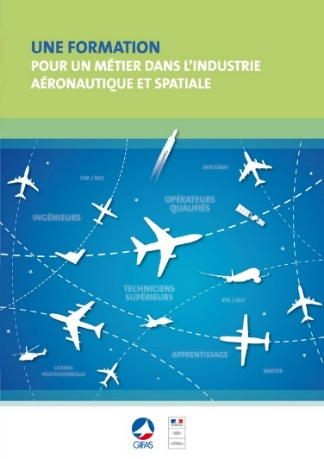 UNE FORMATION
POUR UN MÉTIER DANS L'INDUSTRIE
AÉRONAUTIQUE ET SPATIALE
DOCTORAT
CAP / BAC
OPÉRATEURS
QUALIFIÉS
INGÉNIEURS
TECHNICIENS
SUPÉRIEURS
BTS / DUT
APPRENTISSAGE
LICENCE
PROFESSIONNELLE
MASTER
GIFAS